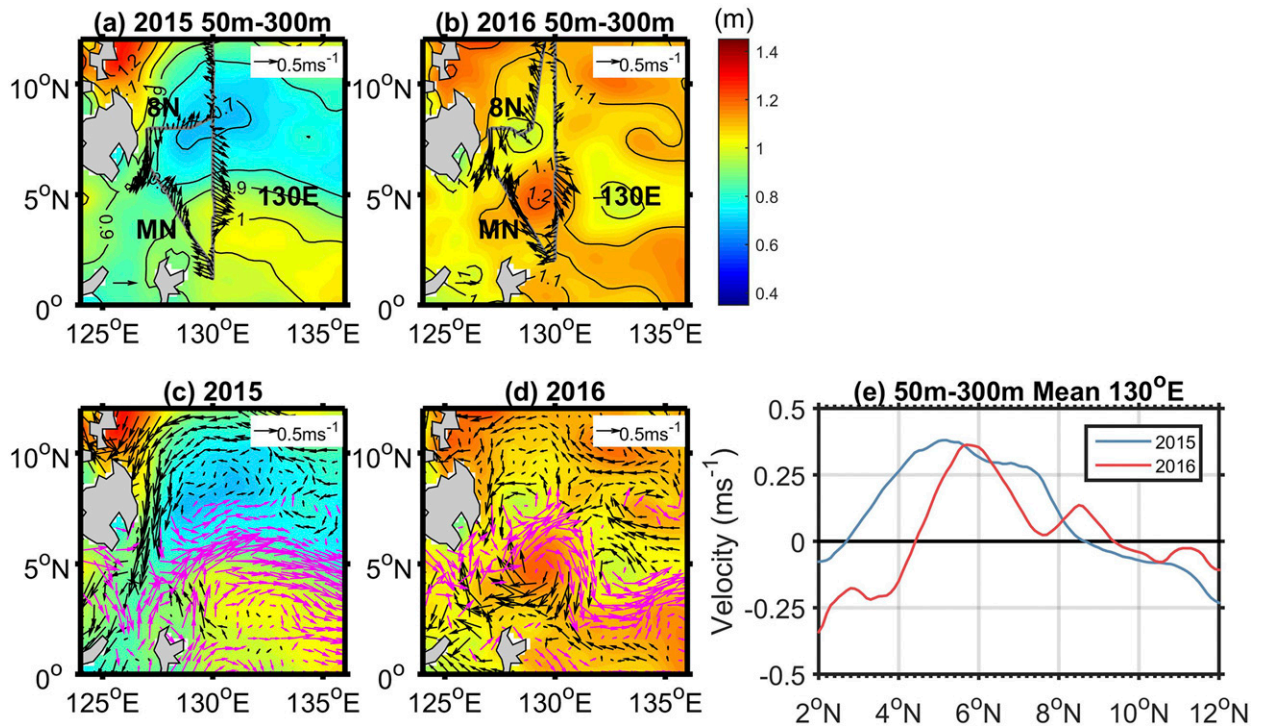 (a) 2015 50m-300m
(b) 2016 50m-300m
(m)
0.5ms⁻¹
0.5ms⁻¹
10°N
5°N
0°
125°E
130°E
135°E
8N
130E
MN
1.2
0.9
1
0.9
10°N
5°N
0°
125°E
130°E
135°E
8N
130E
MN
1.1
1.1
1.2
1.1
1
1.4
1.2
1
0.8
0.6
0.4
(c) 2015
(d) 2016
0.5ms⁻¹
0.5ms⁻¹
10°N
5°N
0°
125°E
130°E
135°E
10°N
5°N
0°
125°E
130°E
135°E
(e) 50m-300m Mean 130°E
2015
2016
Velocity (ms⁻¹)
0.5
0.25
0
-0.25
-0.5
2°N
4°N
6°N
8°N
10°N
12°N